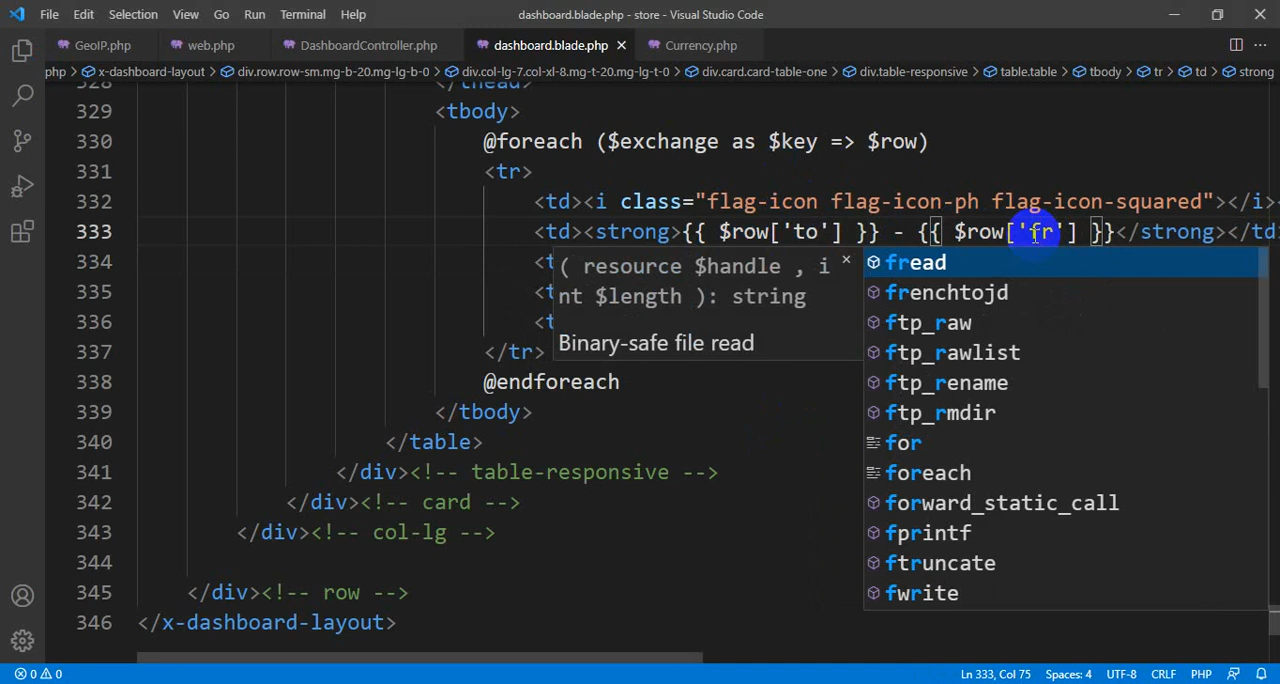 File Edit Selection View Go Run Terminal Help dashboard.blade.php - store - Visual Studio Code
GeoIP.php web.php DashboardController.php dashboard.blade.php Currency.php
php > x-dashboard-layout > div.row.row-sm.mg-b-20.mg-lg-b-0 > div.col-lg-7.col-xl-8.mg-t-20.mg-lg-t-0 > div.card.card-table-one > div.table-responsive > table.table > tbody > tr > td > strong
328 </thead>
329 <tbody>
330 @foreach ($exchange as $key => $row)
331 <tr>
332 <td><i class="flag-icon flag-icon-ph flag-icon-squared"></i>
333 <td><strong>{{ $row['to'] }} - {{ $row['fr'] }}</strong></td
334 <t
335 <t
336 <t
337 </tr>
338 @endforeach
339 </tbody>
340 </table>
341 </div><!-- table-responsive -->
342 </div><!-- card -->
343 </div><!-- col-lg -->
344
345 </div><!-- row -->
346 </x-dashboard-layout>
( resource $handle , i
nt $length ): string
Binary-safe file read
fread
frenchtojd
ftp_raw
ftp_rawlist
ftp_rename
ftp_rmdir
for
foreach
forward_static_call
fprintf
ftruncate
fwrite
0 0 Ln 333, Col 75 Spaces: 4 UTF-8 CRLF PHP